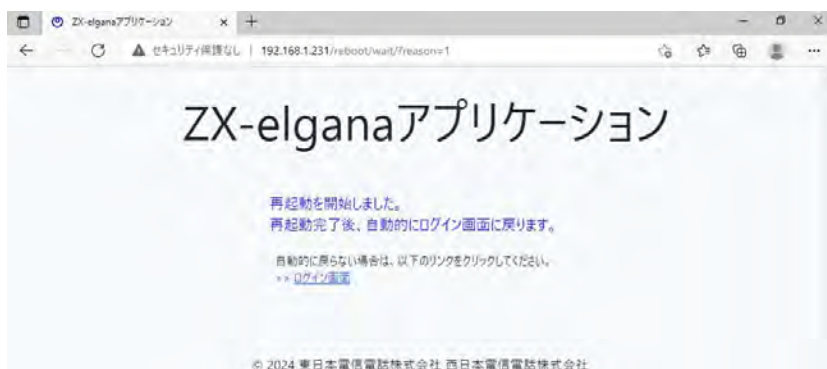 ZX-elganaアプリケーション
セキュリティ保護なし | 192.168.1.231/reboot/wait/?reason=1
ZX-elganaアプリケーション
再起動を開始しました。
再起動完了後、自動的にログイン画面に戻ります。
自動的に戻らない場合は、以下のリンクをクリックしてください。
>> ログイン画面
© 2024 東日本電信電話株式会社 西日本電信電話株式会社